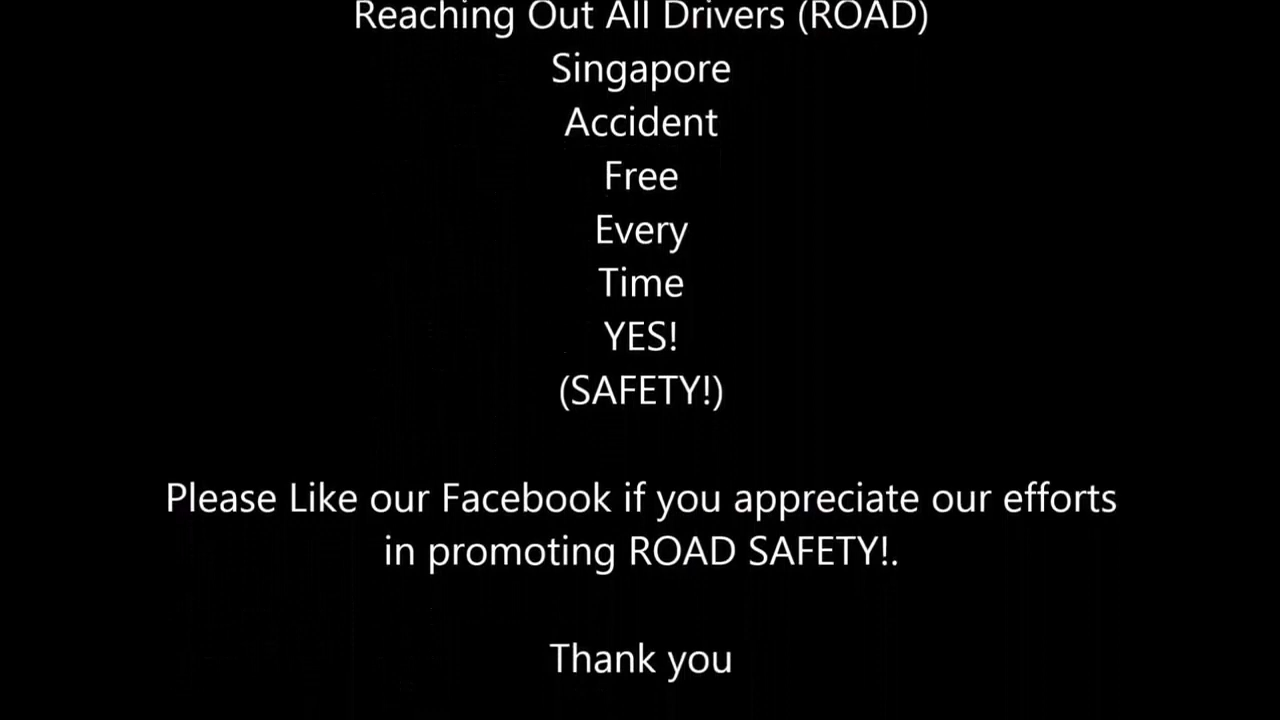 Reaching Out All Drivers (ROAD)
Singapore
Accident
Free
Every
Time
YES!
(SAFETY!)
Please Like our Facebook if you appreciate our efforts
in promoting ROAD SAFETY!.
Thank you